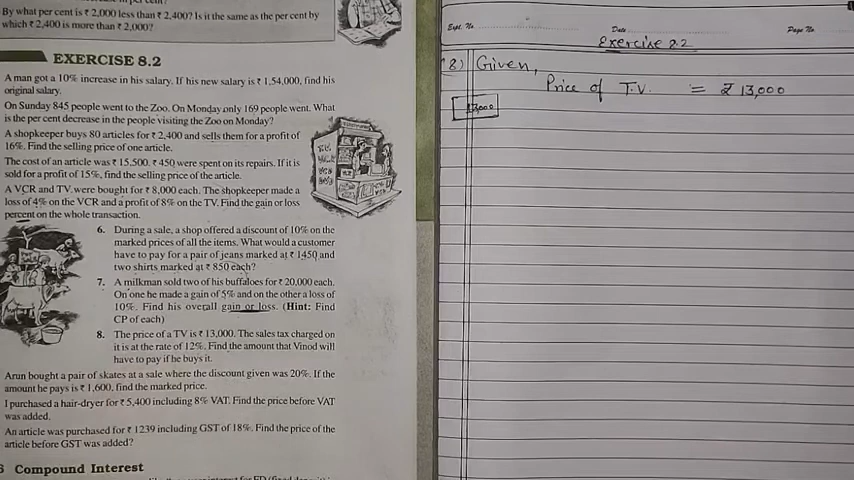 By what per cent is ₹ 2,000 less than ₹ 2,400? Is it the same as the per cent by
which ₹ 2,400 is more than ₹ 2,000?
EXERCISE 8.2
A man got a 10% increase in his salary. If his new salary is ₹ 1,54,000, find his
original salary.
On Sunday 845 people went to the Zoo. On Monday only 169 people went. What
is the per cent decrease in the people visiting the Zoo on Monday?
A shopkeeper buys 80 articles for ₹ 2,400 and sells them for a profit of
16%. Find the selling price of one article.
The cost of an article was ₹ 15,500. ₹ 450 were spent on its repairs. If it is
sold for a profit of 15%, find the selling price of the article.
A VCR and TV were bought for ₹ 8,000 each. The shopkeeper made a
loss of 4% on the VCR and a profit of 8% on the TV. Find the gain or loss
percent on the whole transaction.
6. During a sale, a shop offered a discount of 10% on the
marked prices of all the items. What would a customer
have to pay for a pair of jeans marked at ₹ 1450 and
two shirts marked at ₹ 850 each?
7. A milkman sold two of his buffaloes for ₹ 20,000 each.
On one he made a gain of 5% and on the other a loss of
10%. Find his overall gain or loss. (Hint: Find
CP of each)
8. The price of a TV is ₹ 13,000. The sales tax charged on
it is at the rate of 12%. Find the amount that Vinod will
have to pay if he buys it.
Arun bought a pair of skates at a sale where the discount given was 20%. If the
amount he pays is ₹ 1,600, find the marked price.
I purchased a hair-dryer for ₹ 5,400 including 8% VAT. Find the price before VAT
was added.
An article was purchased for ₹ 1239 including GST of 18%. Find the price of the
article before GST was added?
Compound Interest
Expt. No. Date Page No.
Exercise 8.2
8) Given,
Price of T.V. = ₹ 13,000
13,000